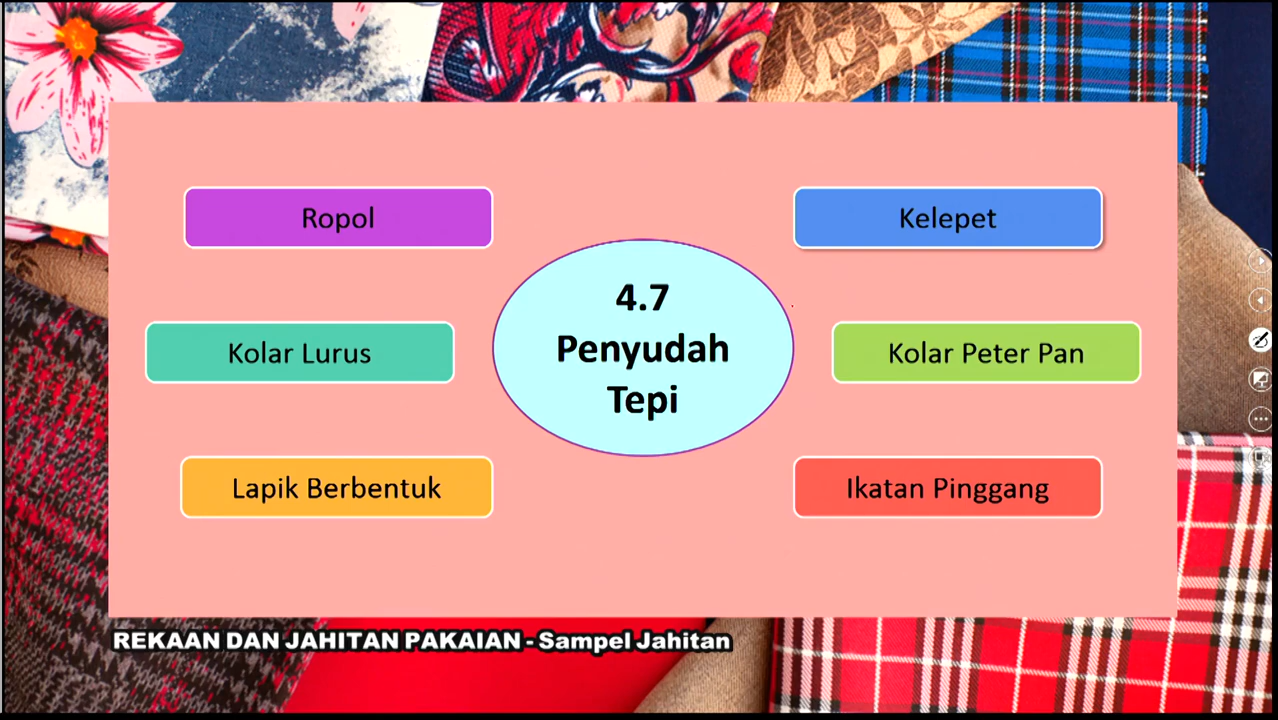 Ropol
Kelepet
4.7
Penyudah
Tepi
Kolar Lurus
Kolar Peter Pan
Lapik Berbentuk
Ikatan Pinggang
REKAAN DAN JAHITAN PAKAIAN - Sampel Jahitan